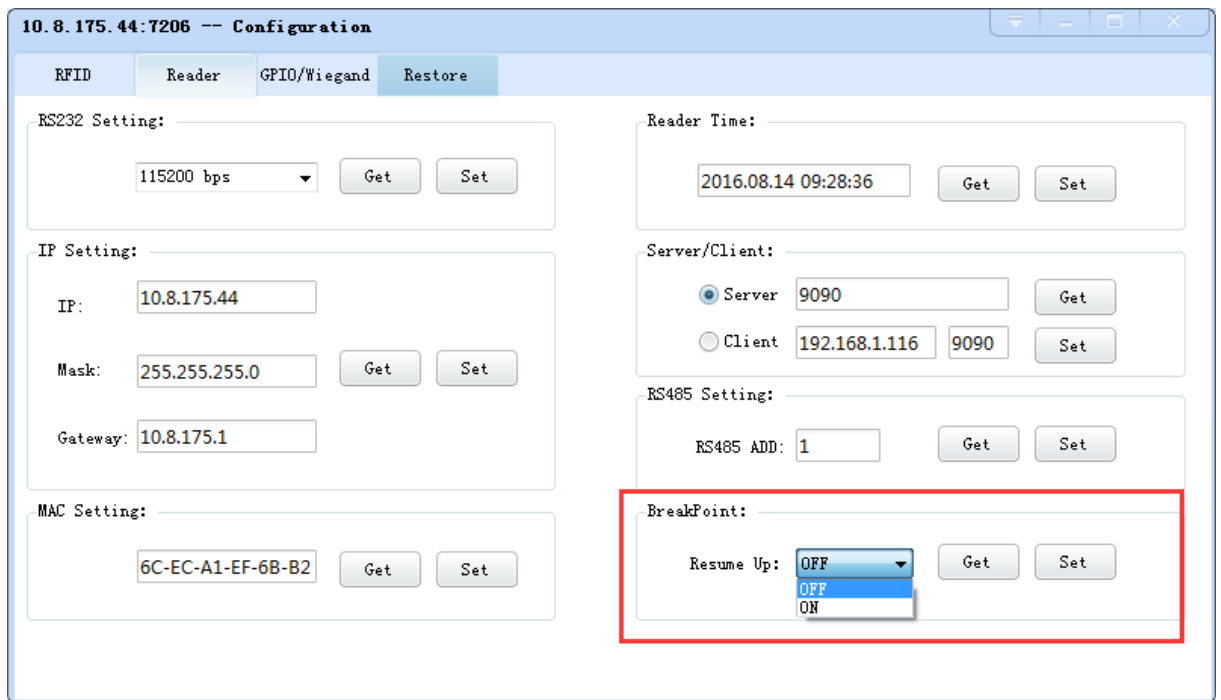 10.8.175.44:7206 -- Configuration
RFID Reader GPIO/Wiegand Restore
RS232 Setting:
115200 bps Get Set
IP Setting:
IP: 10.8.175.44
Mask: 255.255.255.0 Get Set
Gateway: 10.8.175.1
MAC Setting:
6C-EC-A1-EF-6B-B2 Get Set
Reader Time:
2016.08.14 09:28:36 Get Set
Server/Client:
Server 9090 Get
Client 192.168.1.116 9090 Set
RS485 Setting:
RS485 ADD: 1 Get Set
BreakPoint:
Resume Up: OFF Get Set
OFF
ON